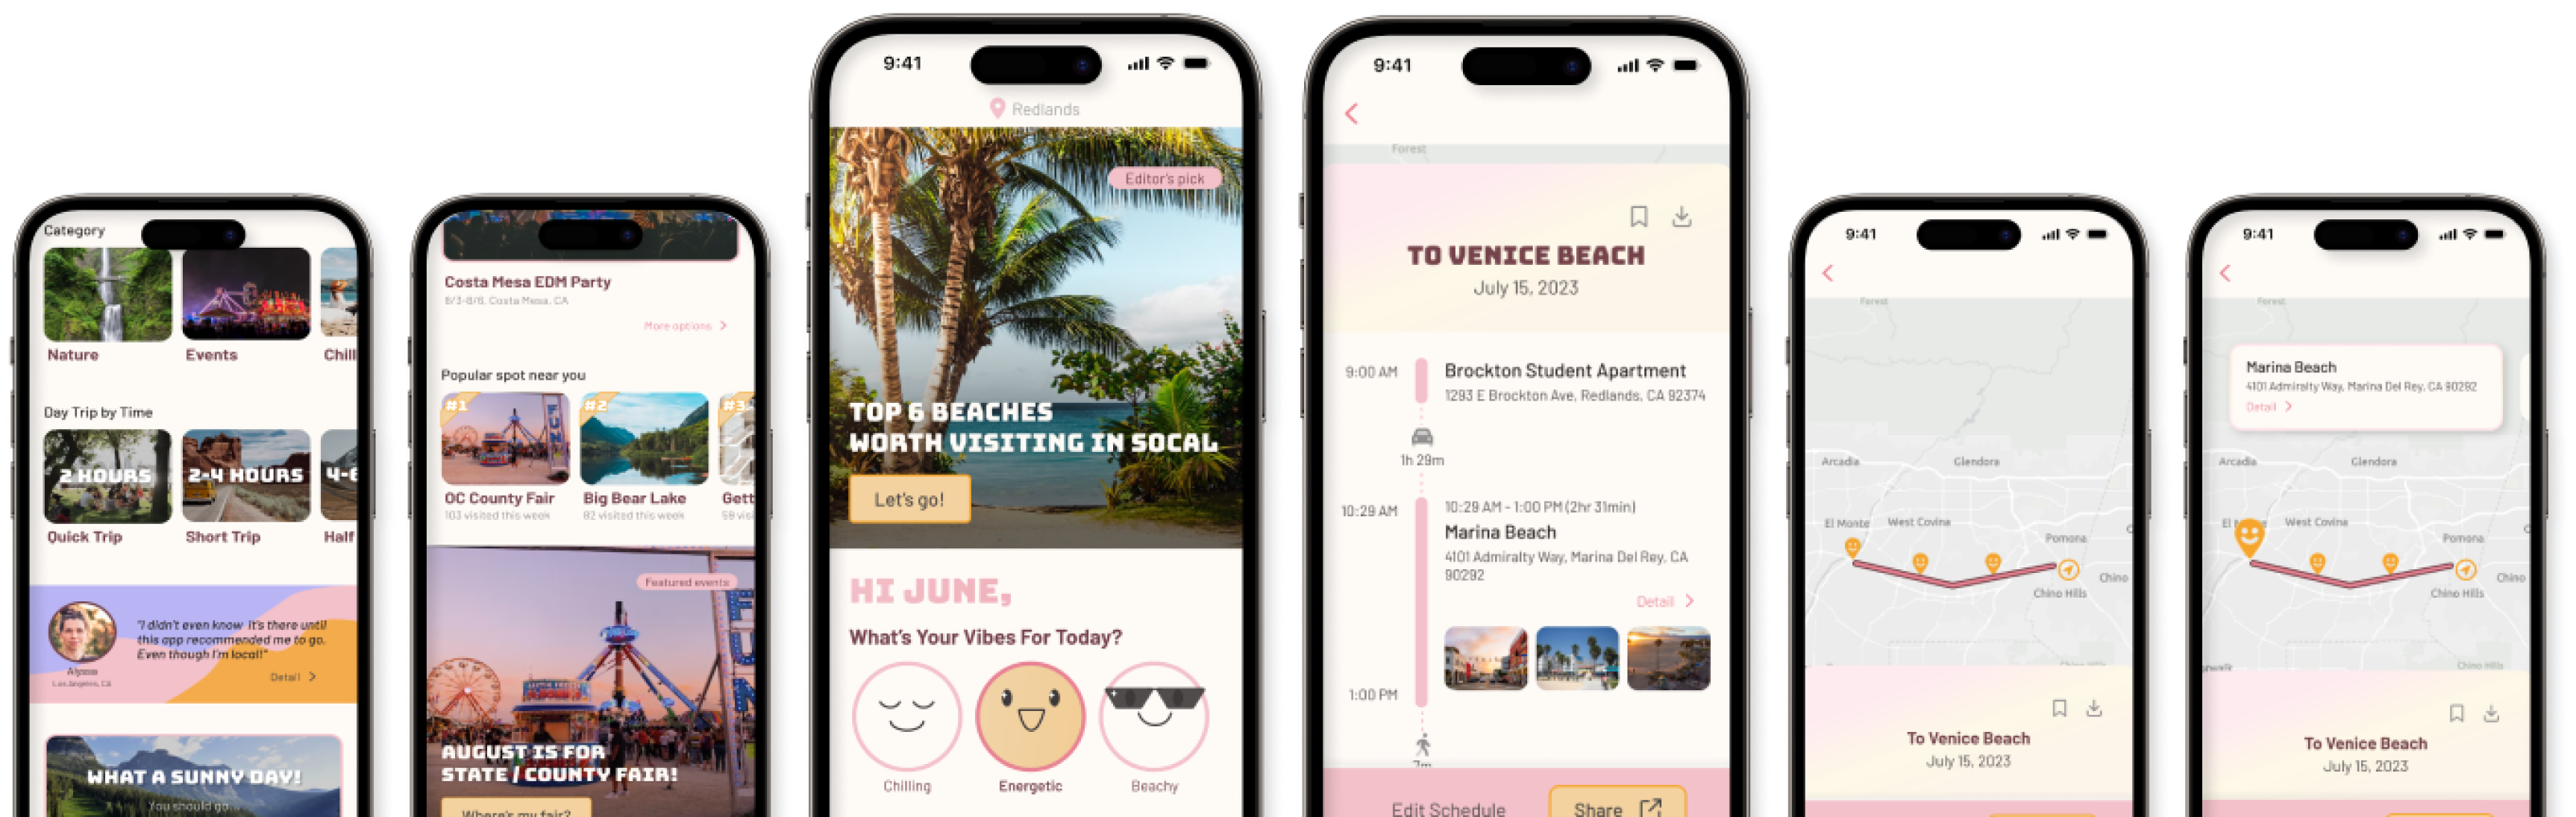 Category
Nature
Events
Chill
Day Trip by Time
2 HOURS
2-4 HOURS
Quick Trip
Short Trip
Half
"I didn't even know it's there until
this app recommended me to go.
Even though I'm local!"
Alyssa
Los Angeles, CA
Detail
WHAT A SUNNY DAY!
You should go...
Costa Mesa EDM Party
8/3-8/6, Costa Mesa, CA
More options
Popular spot near you
#1
#2
#3
OC County Fair
Big Bear Lake
Gett
103 visited this week
82 visited this week
Featured events
AUGUST IS FOR
STATE / COUNTY FAIR!
Where's my fair?
9:41
Redlands
Editor's pick
TOP 6 BEACHES
WORTH VISITING IN SOCAL
Let's go!
HI JUNE,
What's Your Vibes For Today?
Chilling
Energetic
Beachy
9:41
Forest
TO VENICE BEACH
July 15, 2023
9:00 AM
Brockton Student Apartment
1293 E Brockton Ave, Redlands, CA 92374
1h 29m
10:29 AM
10:29 AM - 1:00 PM (2hr 31min)
Marina Beach
4101 Admiralty Way, Marina Del Rey, CA
90292
Detail
1:00 PM
7m
Edit Schedule
Share
9:41
Forest
Arcadia
Glendora
El Monte
West Covina
Pomona
Chino
Chino Hills
Chino Hills
To Venice Beach
July 15, 2023
9:41
Forest
Marina Beach
4101 Admiralty Way, Marina Del Rey, CA 90292
Detail
Arcadia
Glendora
West Covina
Pomona
Chino
Chino Hills
Chino Hills
To Venice Beach
July 15, 2023